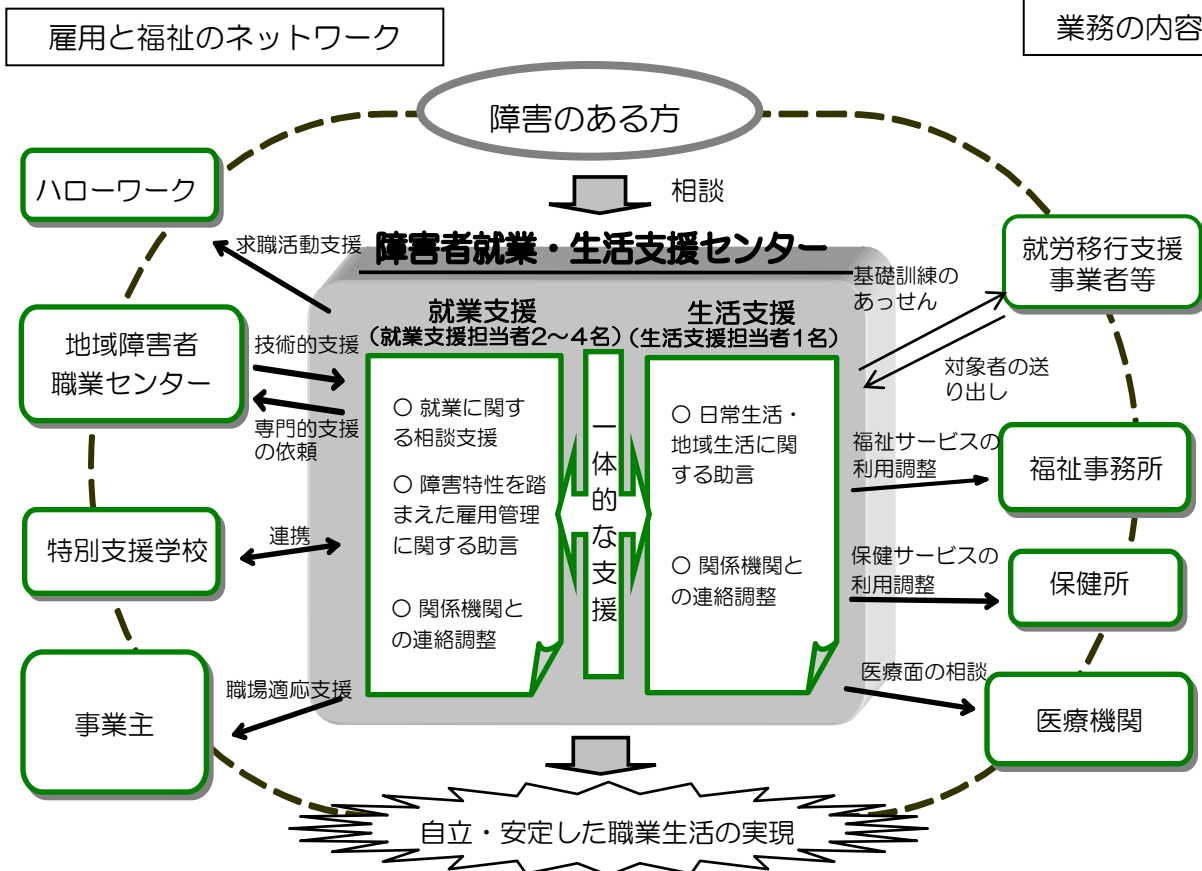 雇用と福祉のネットワーク
業務の内容
障害のある方
相談
ハローワーク
求職活動支援
障害者就業・生活支援センター
就労移行支援
事業者等
基礎訓練の
あっせん
対象者の送
り出し
地域障害者
職業センター
技術的支援
専門的支援
の依頼
就業支援
(就業支援担当者2~4名)
生活支援
(生活支援担当者1名)
○ 就業に関す
る相談支援
○ 障害特性を踏
まえた雇用管理
に関する助言
○ 関係機関と
の連絡調整
一体的な支援
○ 日常生活・
地域生活に関
する助言
○ 関係機関と
の連絡調整
福祉サービスの
利用調整
福祉事務所
特別支援学校
連携
保健サービスの
利用調整
保健所
事業主
職場適応支援
医療面の相談
医療機関
自立・安定した職業生活の実現